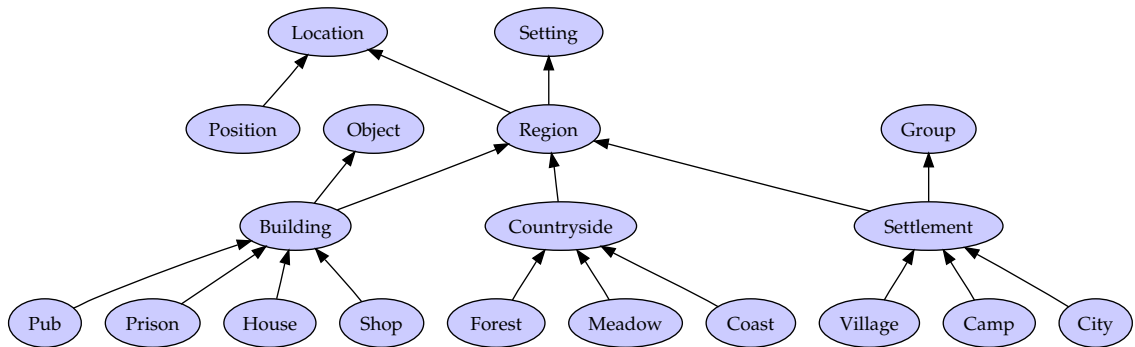 Location
Setting
Position
Object
Region
Group
Building
Countryside
Settlement
Pub
Prison
House
Shop
Forest
Meadow
Coast
Village
Camp
City